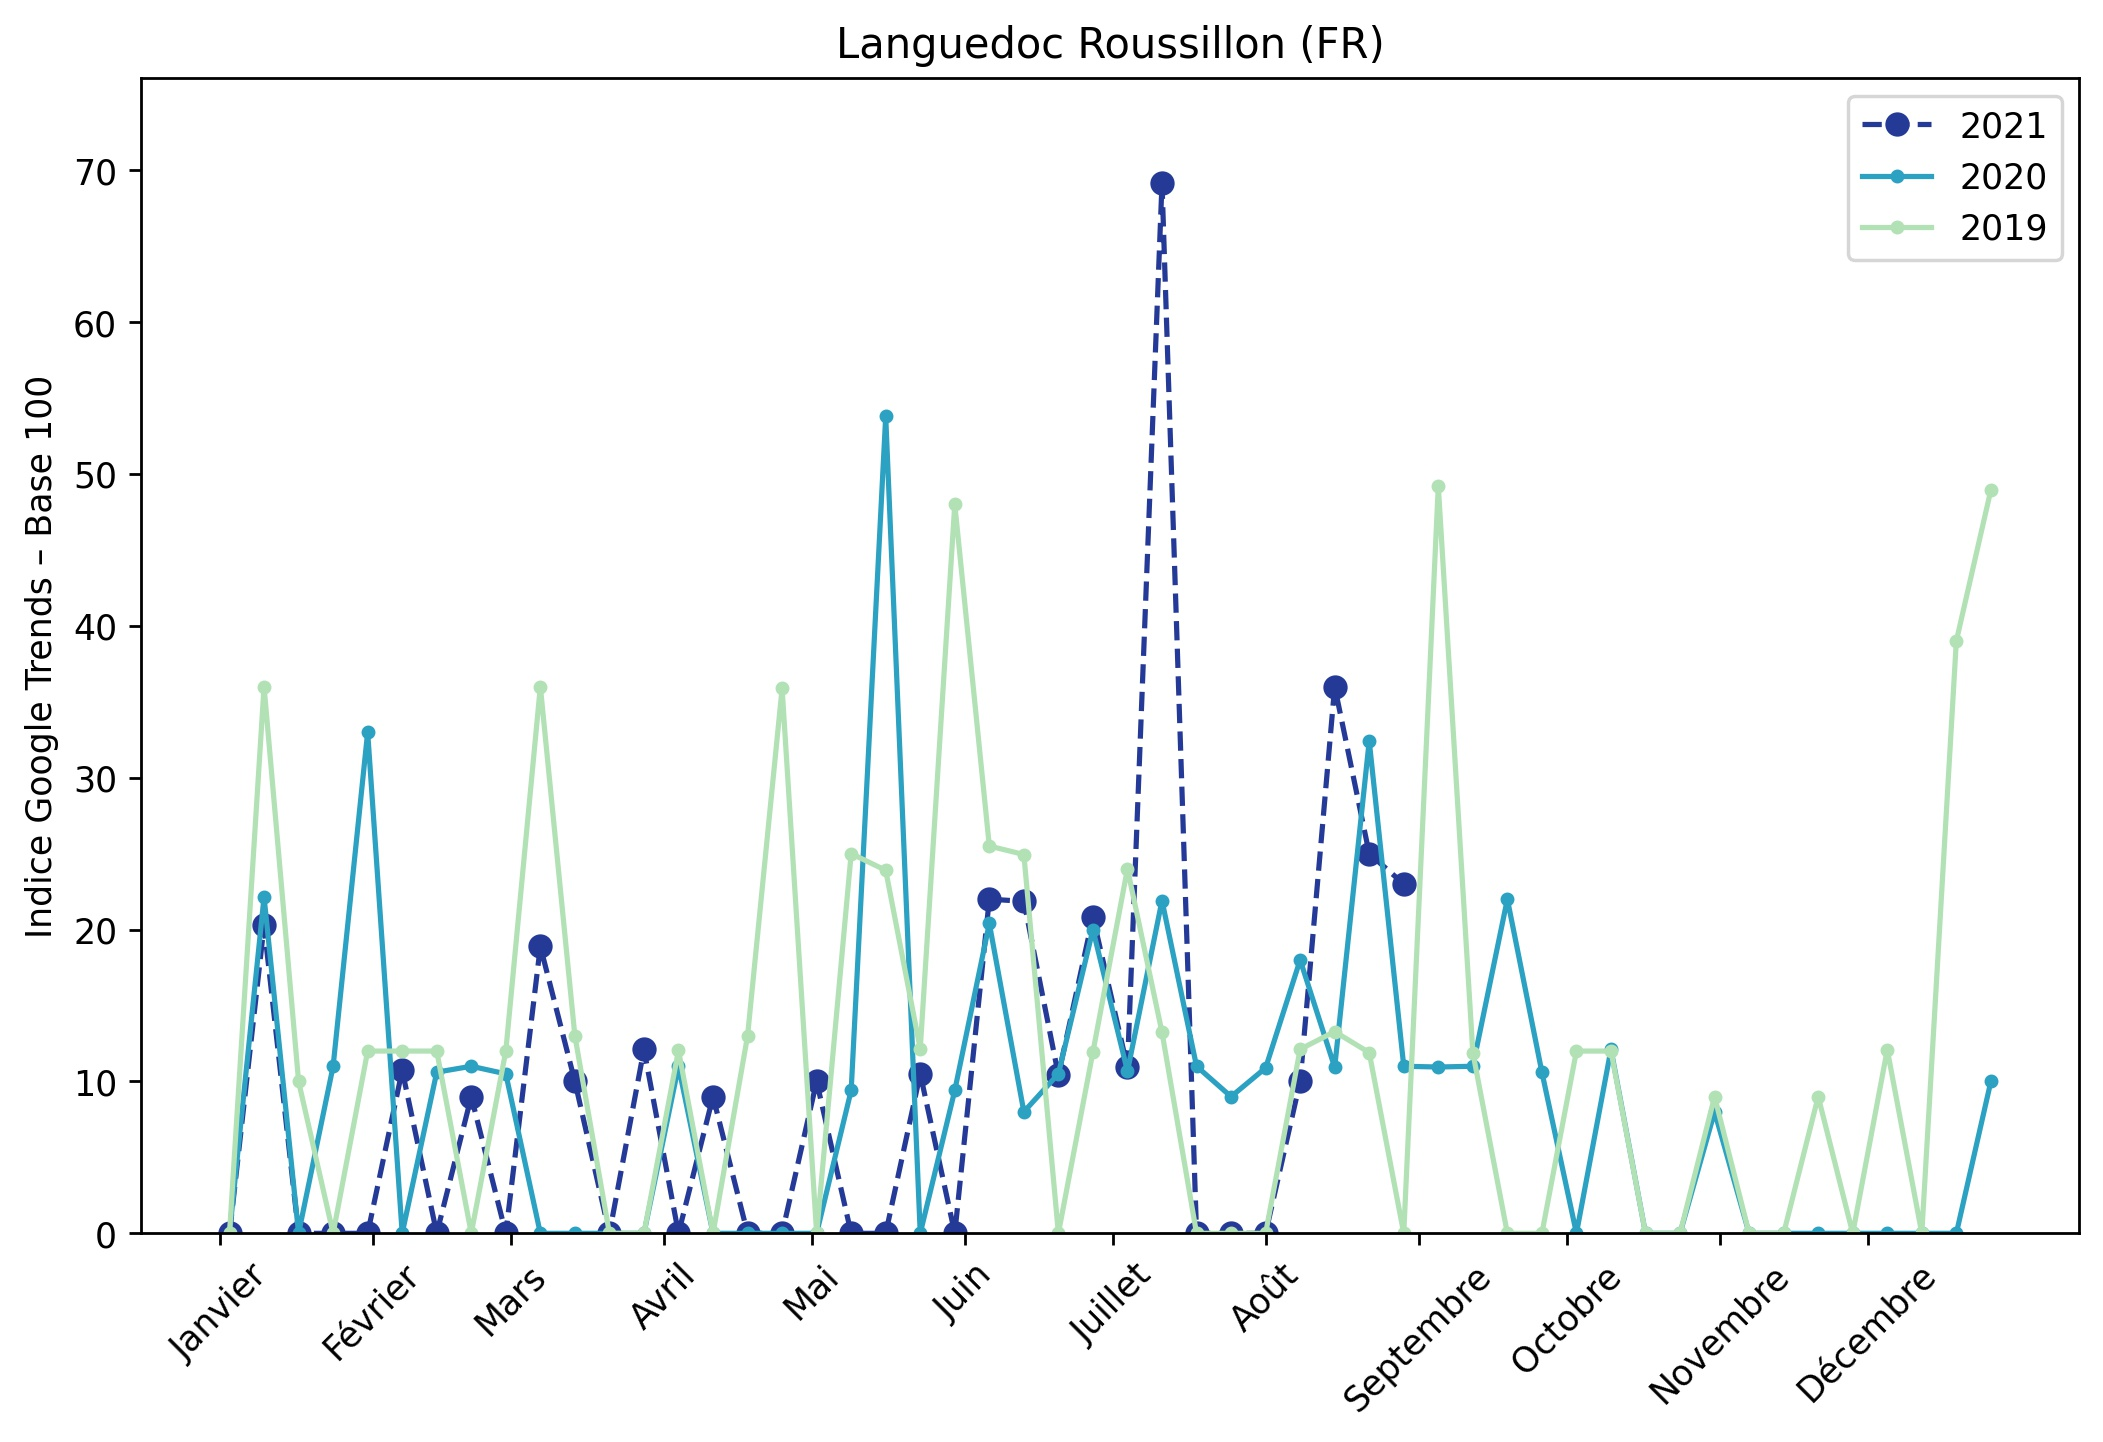 Languedoc Roussillon (FR)
2021
2020
2019
Indice Google Trends – Base 100
70
60
50
40
30
20
10
0
Janvier
Février
Mars
Avril
Mai
Juin
Juillet
Août
Septembre
Octobre
Novembre
Décembre